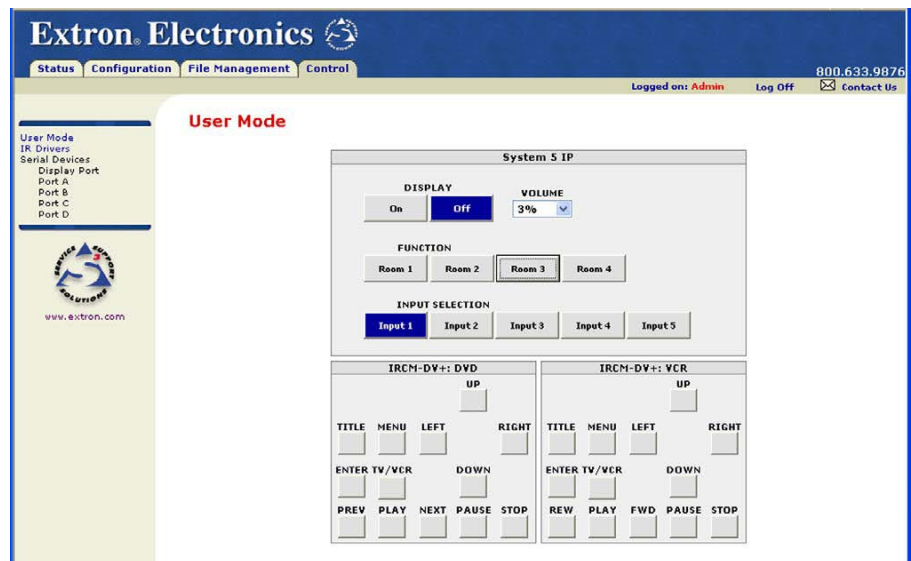 Extron® Electronics
Status Configuration File Management Control
800.633.9876
Logged on: Admin Log Off Contact Us
User Mode
IR Drivers
Serial Devices
Display Port
Port A
Port B
Port C
Port D
SERVICE SUPPORT SOLUTIONS
S3
www.extron.com
User Mode
System 5 IP
DISPLAY VOLUME
On Off 3%
FUNCTION
Room 1 Room 2 Room 3 Room 4
INPUT SELECTION
Input 1 Input 2 Input 3 Input 4 Input 5
IRCM-DV+: DVD
UP
TITLE MENU LEFT RIGHT
ENTER TV/VCR DOWN
PREV PLAY NEXT PAUSE STOP
IRCM-DV+: VCR
UP
TITLE MENU LEFT RIGHT
ENTER TV/VCR DOWN
REW PLAY FWD PAUSE STOP